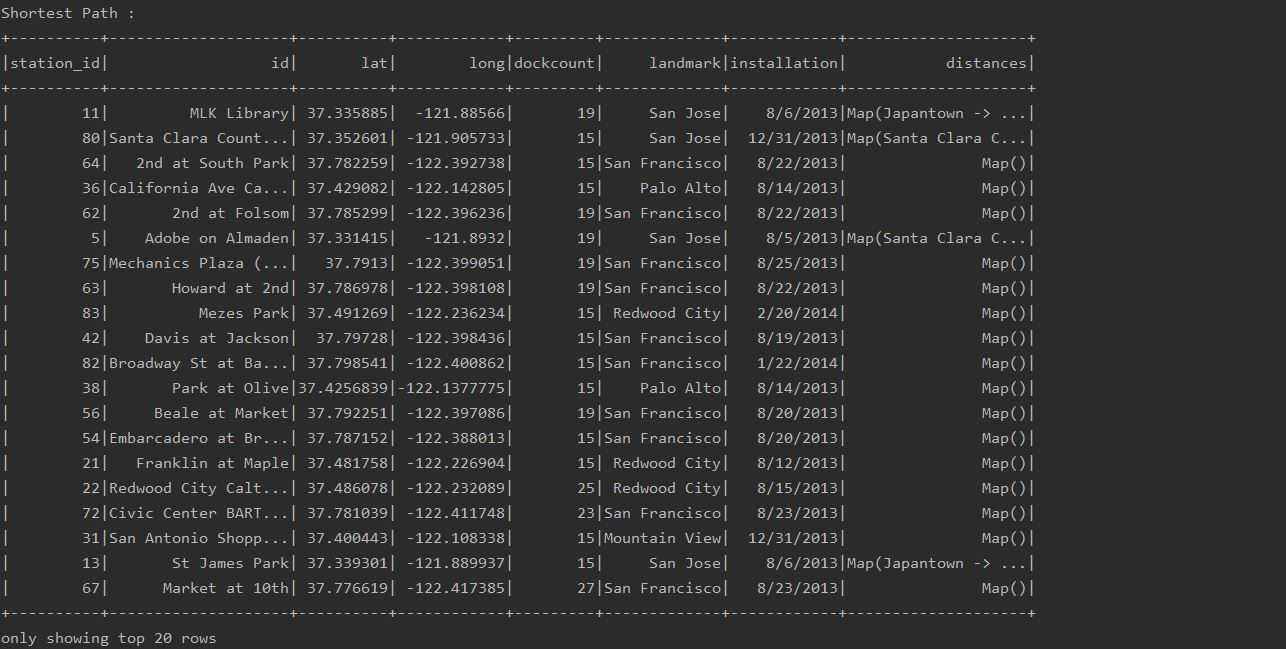 Shortest Path :
+----------+--------------------+----------+------------+---------+-------------+------------+--------------------+
|station_id|                  id|       lat|        long|dockcount|     landmark|installation|           distances|
+----------+--------------------+----------+------------+---------+-------------+------------+--------------------+
|        11|         MLK Library| 37.335885|  -121.88566|       19|     San Jose|    8/6/2013|Map(Japantown -> ...|
|        80|Santa Clara Count...| 37.352601| -121.905733|       15|     San Jose|  12/31/2013|Map(Santa Clara C...|
|        64|   2nd at South Park| 37.782259| -122.392738|       15|San Francisco|   8/22/2013|               Map()|
|        36|California Ave Ca...| 37.429082| -122.142805|       15|    Palo Alto|   8/14/2013|               Map()|
|        62|       2nd at Folsom| 37.785299| -122.396236|       19|San Francisco|   8/22/2013|               Map()|
|         5|    Adobe on Almaden| 37.331415|   -121.8932|       19|     San Jose|    8/5/2013|Map(Santa Clara C...|
|        75|Mechanics Plaza (...|   37.7913| -122.399051|       19|San Francisco|   8/25/2013|               Map()|
|        63|       Howard at 2nd| 37.786978| -122.398108|       19|San Francisco|   8/22/2013|               Map()|
|        83|          Mezes Park| 37.491269| -122.236234|       15| Redwood City|   2/20/2014|               Map()|
|        42|    Davis at Jackson|  37.79728| -122.398436|       15|San Francisco|   8/19/2013|               Map()|
|        82|Broadway St at Ba...| 37.798541| -122.400862|       15|San Francisco|   1/22/2014|               Map()|
|        38|       Park at Olive|37.4256839|-122.1377775|       15|    Palo Alto|   8/14/2013|               Map()|
|        56|     Beale at Market| 37.792251| -122.397086|       19|San Francisco|   8/20/2013|               Map()|
|        54|Embarcadero at Br...| 37.787152| -122.388013|       15|San Francisco|   8/20/2013|               Map()|
|        21|   Franklin at Maple| 37.481758| -122.226904|       15| Redwood City|   8/12/2013|               Map()|
|        22|Redwood City Calt...| 37.486078| -122.232089|       25| Redwood City|   8/15/2013|               Map()|
|        72|Civic Center BART...| 37.781039| -122.411748|       23|San Francisco|   8/23/2013|               Map()|
|        31|San Antonio Shopp...| 37.400443| -122.108338|       15|Mountain View|  12/31/2013|               Map()|
|        13|       St James Park| 37.339301| -121.889937|       15|     San Jose|    8/6/2013|Map(Japantown -> ...|
|        67|      Market at 10th| 37.776619| -122.417385|       27|San Francisco|   8/23/2013|               Map()|
+----------+--------------------+----------+------------+---------+-------------+------------+--------------------+
only showing top 20 rows